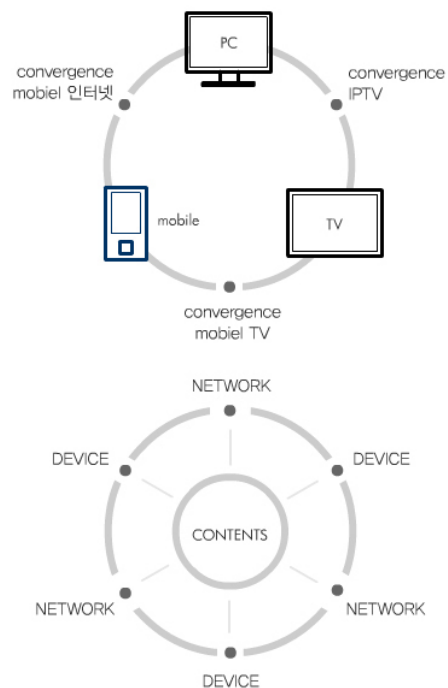 PC
convergence
mobiel 인터넷
convergence
IPTV
mobile
TV
convergence
mobiel TV
NETWORK
DEVICE
DEVICE
CONTENTS
NETWORK
NETWORK
DEVICE